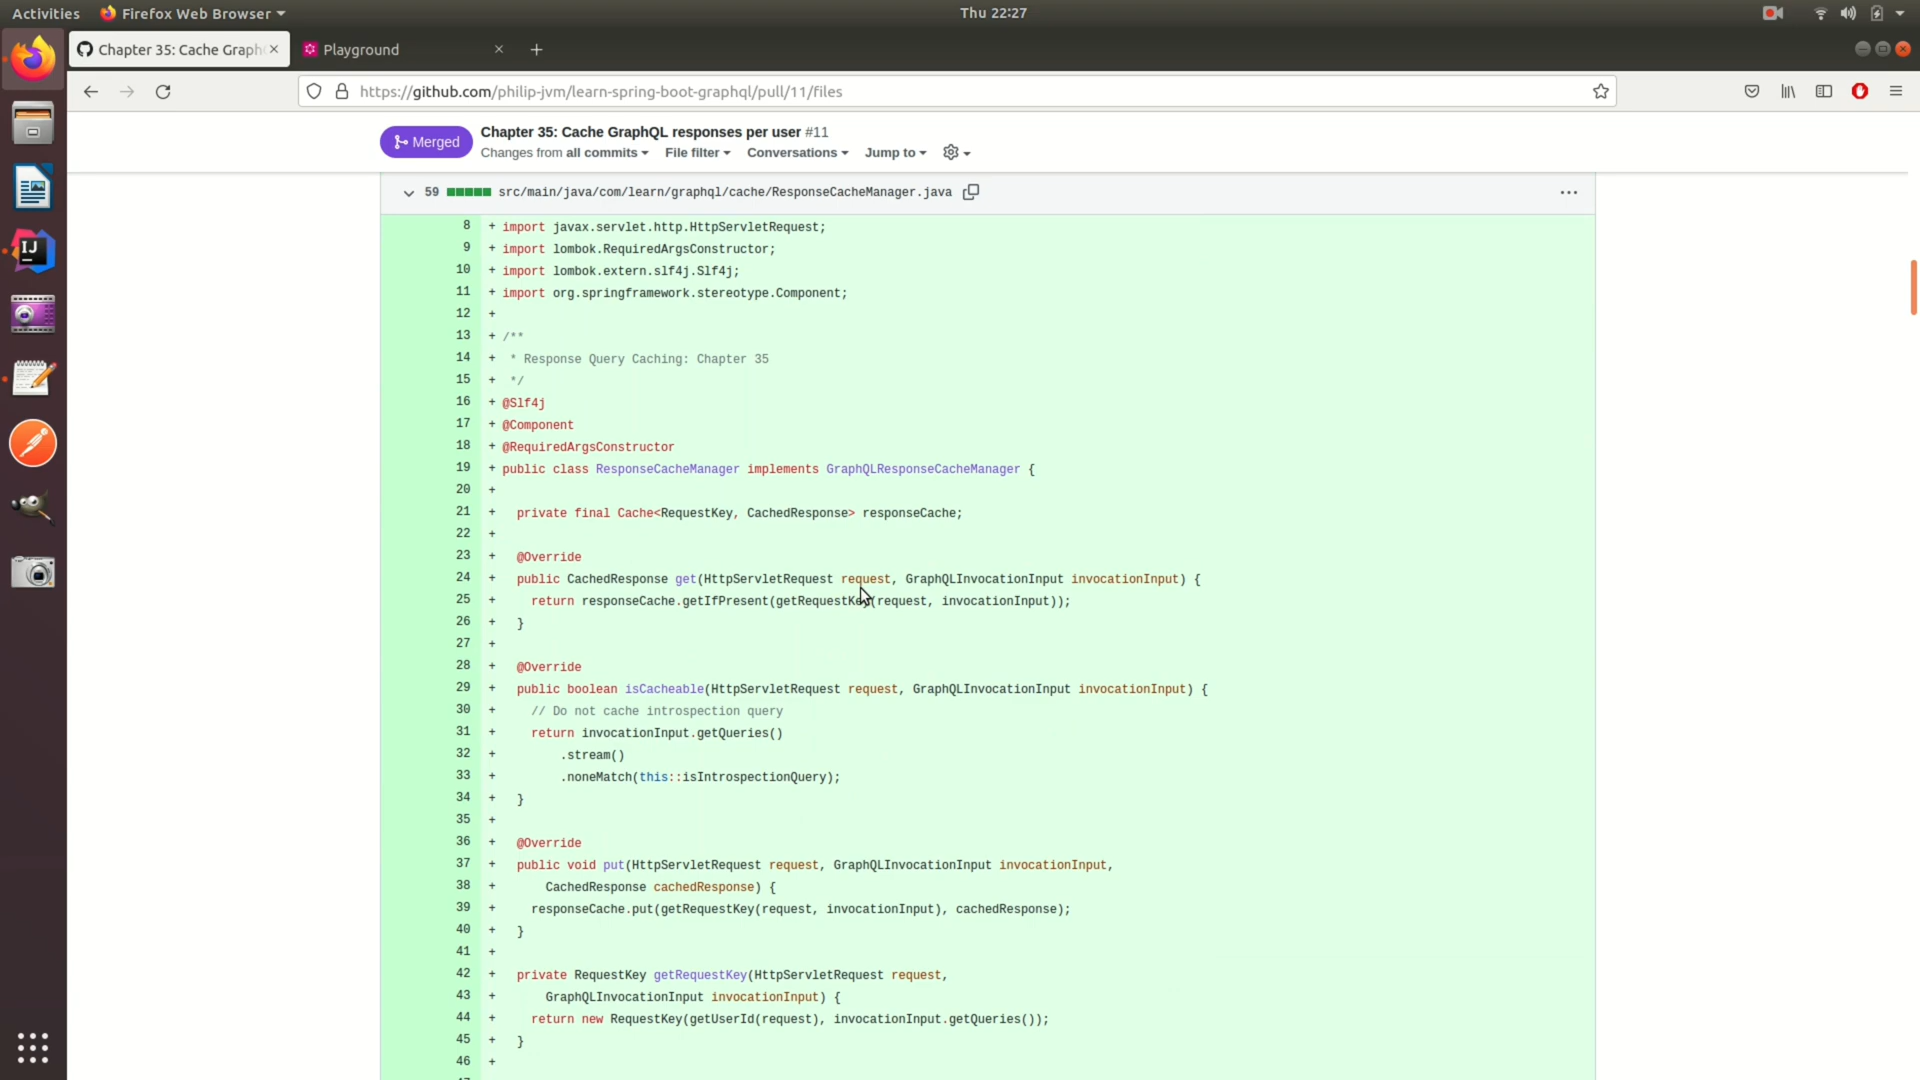 Activities Firefox Web Browser Thu 22:27
Chapter 35: Cache Graph Playground
https://github.com/philip-jvm/learn-spring-boot-graphql/pull/11/files
Merged
Chapter 35: Cache GraphQL responses per user #11
Changes from all commits File filter Conversations Jump to
59 src/main/java/com/learn/graphql/cache/ResponseCacheManager.java
8 + import javax.servlet.http.HttpServletRequest;
9 + import lombok.RequiredArgsConstructor;
10 + import lombok.extern.slf4j.Slf4j;
11 + import org.springframework.stereotype.Component;
12 +
13 + /**
14 + * Response Query Caching: Chapter 35
15 + */
16 + @Slf4j
17 + @Component
18 + @RequiredArgsConstructor
19 + public class ResponseCacheManager implements GraphQLResponseCacheManager {
20 +
21 + private final Cache<RequestKey, CachedResponse> responseCache;
22 +
23 + @Override
24 + public CachedResponse get(HttpServletRequest request, GraphQLInvocationInput invocationInput) {
25 + return responseCache.getIfPresent(getRequestKey(request, invocationInput));
26 + }
27 +
28 + @Override
29 + public boolean isCacheable(HttpServletRequest request, GraphQLInvocationInput invocationInput) {
30 + // Do not cache introspection query
31 + return invocationInput.getQueries()
32 + .stream()
33 + .noneMatch(this::isIntrospectionQuery);
34 + }
35 +
36 + @Override
37 + public void put(HttpServletRequest request, GraphQLInvocationInput invocationInput,
38 + CachedResponse cachedResponse) {
39 + responseCache.put(getRequestKey(request, invocationInput), cachedResponse);
40 + }
41 +
42 + private RequestKey getRequestKey(HttpServletRequest request,
43 + GraphQLInvocationInput invocationInput) {
44 + return new RequestKey(getUserId(request), invocationInput.getQueries());
45 + }
46 +